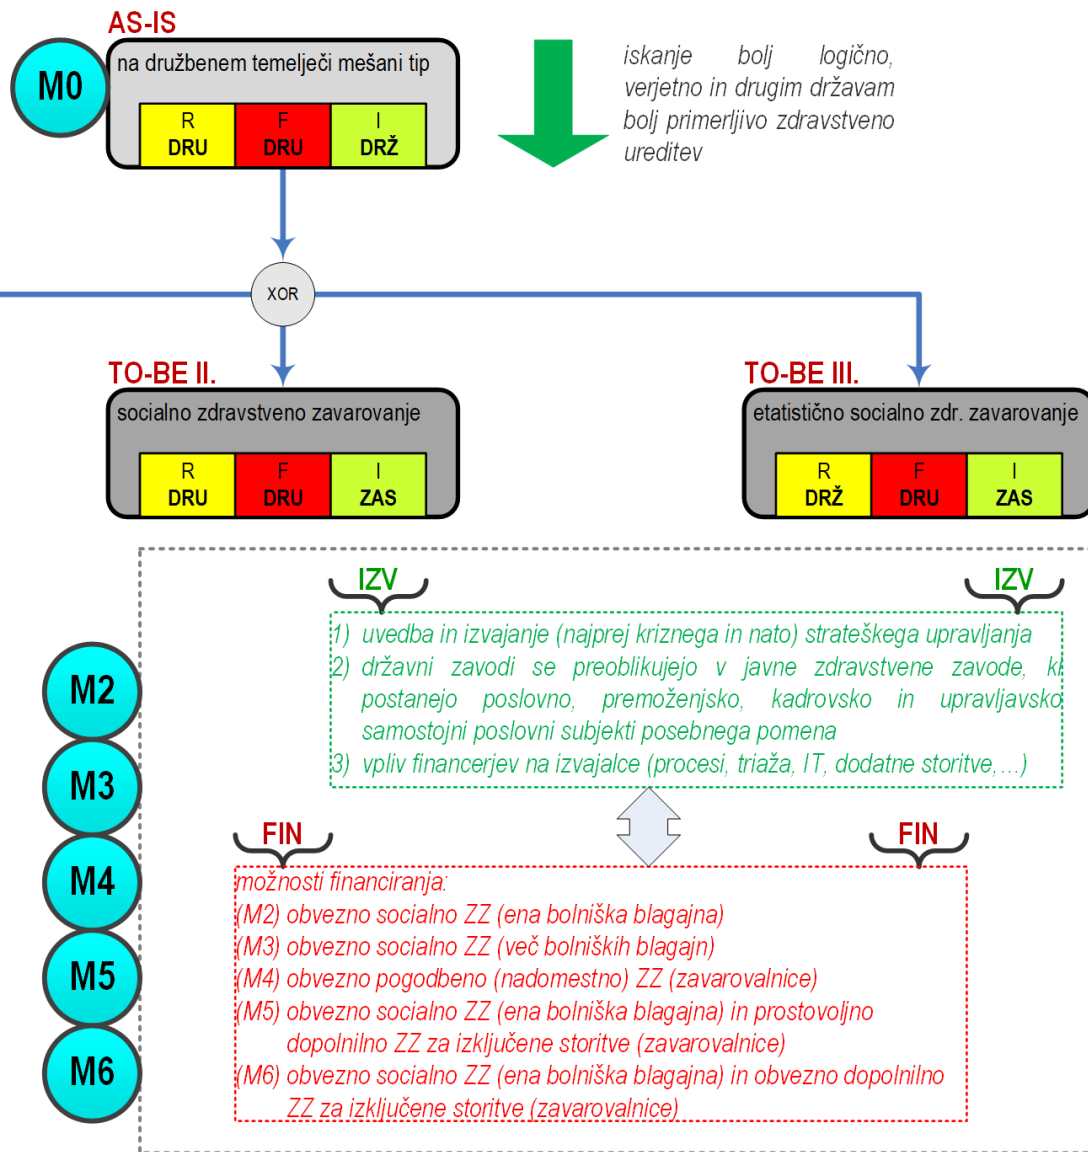 AS-IS
M0
na družbenem temelječi mešani tip
R F I
DRU DRU DRŽ
iskanje bolj logično,
verjetno in drugim državam
bolj primerljivo zdravstveno
ureditev
XOR
TO-BE II.
socialno zdravstveno zavarovanje
R F I
DRU DRU ZAS
TO-BE III.
etatistično socialno zdr. zavarovanje
R F I
DRŽ DRU ZAS
IZV IZV
1) uvedba in izvajanje (najprej kriznega in nato) strateškega upravljanja
2) državni zavodi se preoblikujejo v javne zdravstvene zavode, ki
postanejo poslovno, premoženjsko, kadrovsko in upravljavsko
samostojni poslovni subjekti posebnega pomena
3) vpliv financerjev na izvajalce (procesi, triaža, IT, dodatne storitve,...)
M2
M3
M4
M5
M6
FIN FIN
možnosti financiranja:
(M2) obvezno socialno ZZ (ena bolniška blagajna)
(M3) obvezno socialno ZZ (več bolniških blagajn)
(M4) obvezno pogodbeno (nadomestno) ZZ (zavarovalnice)
(M5) obvezno socialno ZZ (ena bolniška blagajna) in prostovoljno
dopolnilno ZZ za izključene storitve (zavarovalnice)
(M6) obvezno socialno ZZ (ena bolniška blagajna) in obvezno dopolnilno
ZZ za izključene storitve (zavarovalnice)